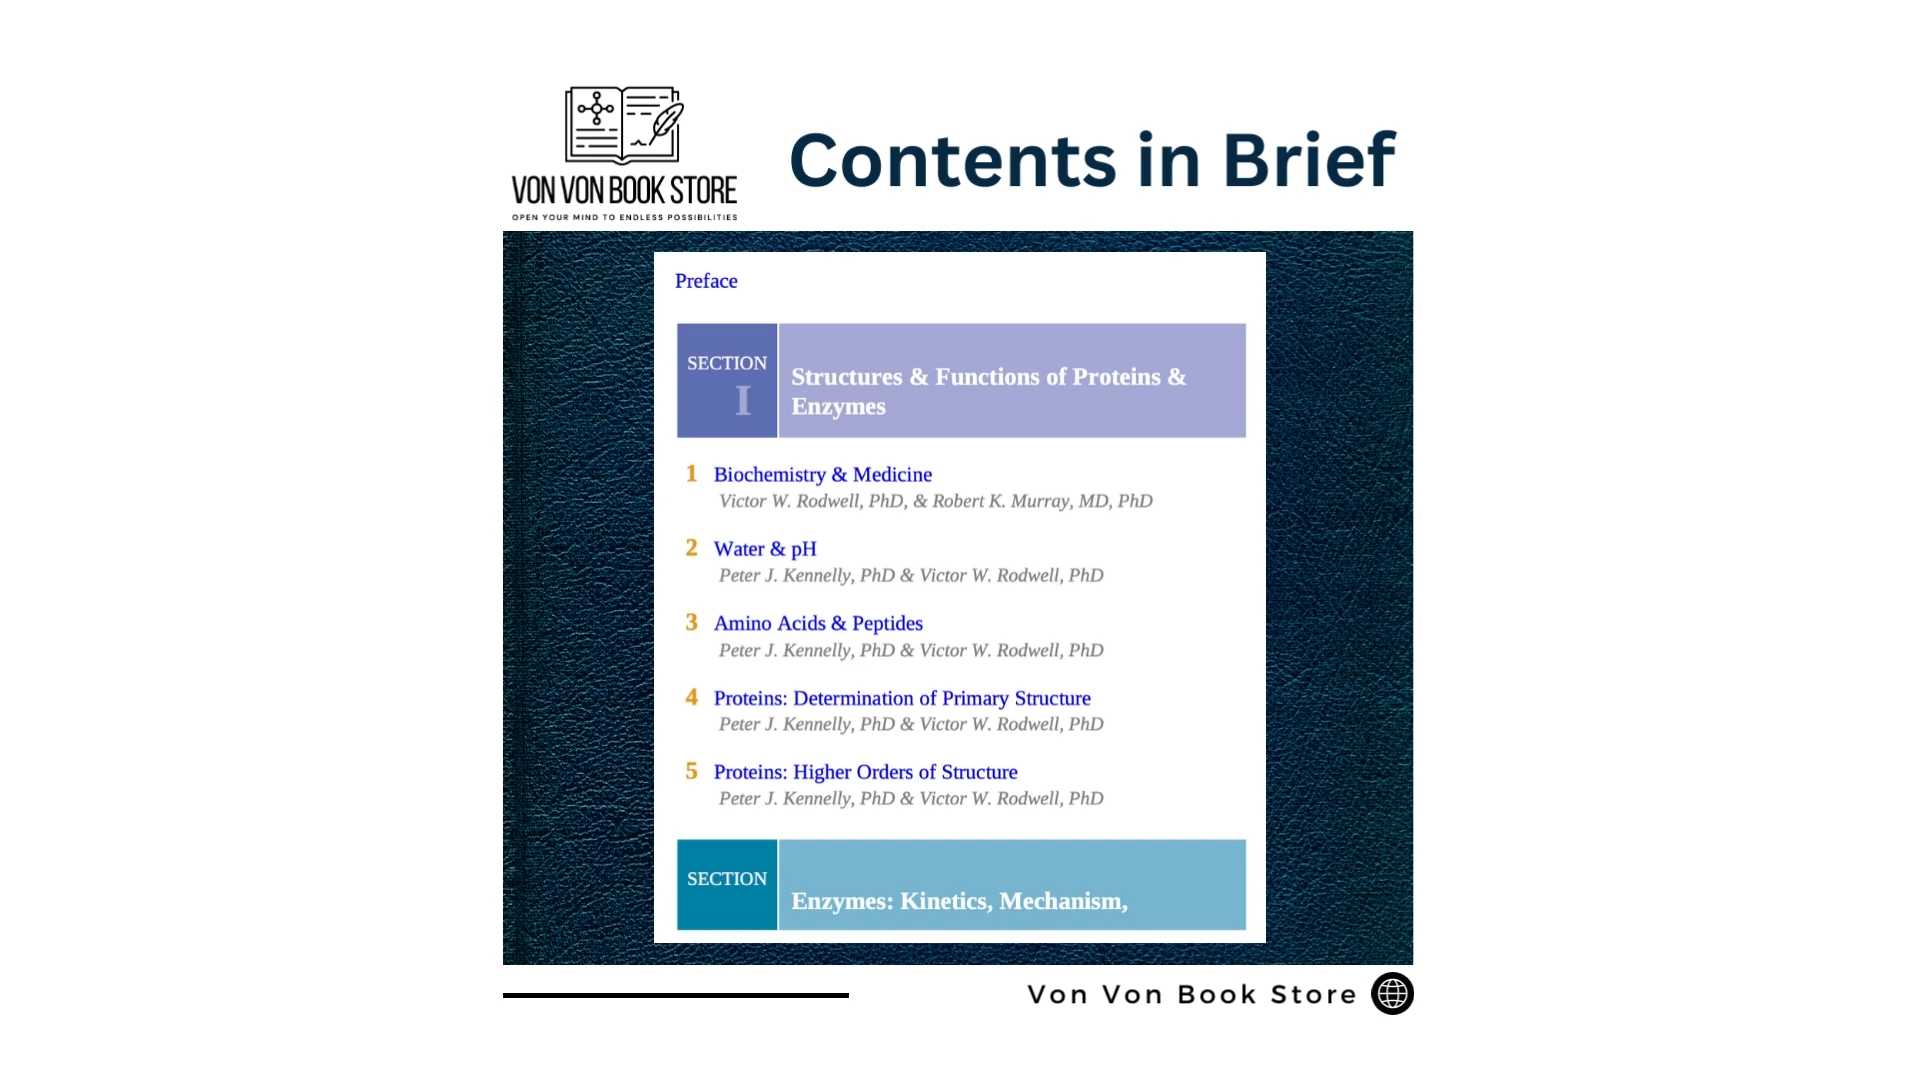 VON VON BOOK STORE
OPEN YOUR MIND TO ENDLESS POSSIBILITIES
Contents in Brief
Preface
SECTION
I
Structures & Functions of Proteins &
Enzymes
1 Biochemistry & Medicine
Victor W. Rodwell, PhD, & Robert K. Murray, MD, PhD
2 Water & pH
Peter J. Kennelly, PhD & Victor W. Rodwell, PhD
3 Amino Acids & Peptides
Peter J. Kennelly, PhD & Victor W. Rodwell, PhD
4 Proteins: Determination of Primary Structure
Peter J. Kennelly, PhD & Victor W. Rodwell, PhD
5 Proteins: Higher Orders of Structure
Peter J. Kennelly, PhD & Victor W. Rodwell, PhD
SECTION
Enzymes: Kinetics, Mechanism,
Von Von Book Store